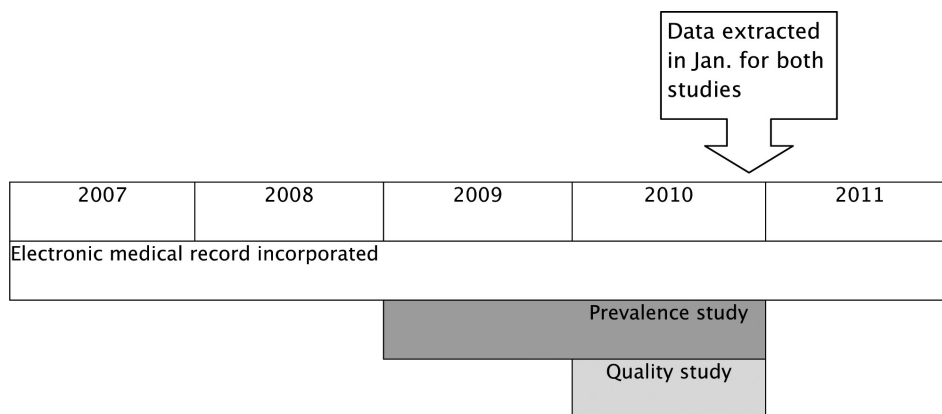 Data extracted
in Jan. for both
studies
2007 2008 2009 2010 2011
Electronic medical record incorporated
Prevalence study
Quality study